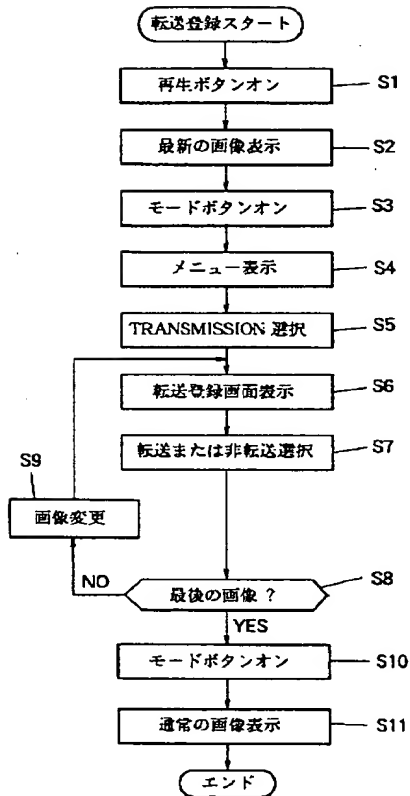 転送登録スタート
再生ボタンオン
S1
最新の画像表示
S2
モードボタンオン
S3
メニュー表示
S4
TRANSMISSION 選択
S5
転送登録画面表示
S6
転送または非転送選択
S7
S9
画像変更
NO
最後の画像 ?
S8
YES
モードボタンオン
S10
通常の画像表示
S11
エンド